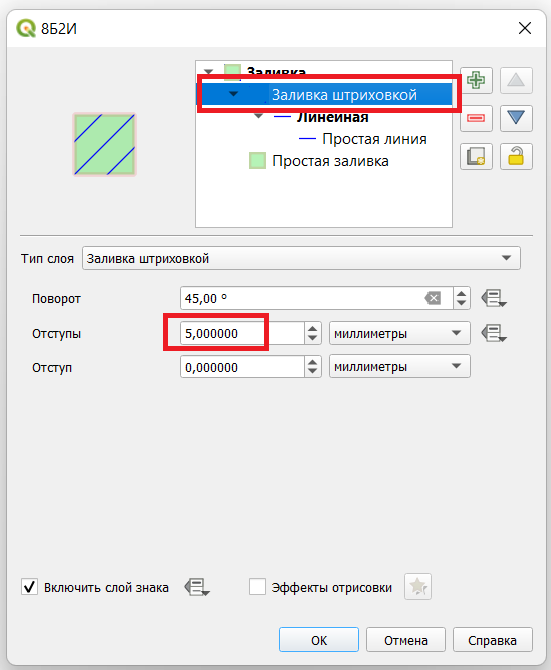 8Б2И
Заливка
Заливка штриховкой
Линейная
Простая линия
Простая заливка
Тип слоя Заливка штриховкой
Поворот 45,00 °
Отступы 5,000000 миллиметры
Отступ 0,000000 миллиметры
Включить слой знака Эффекты отрисовки
ОК Отмена Справка